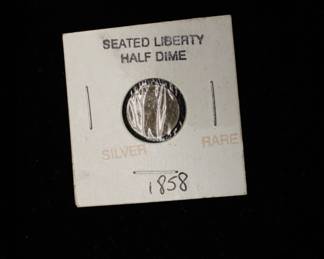 SEATED LIBERTY
HALF DIME
SILVER RARE
1858